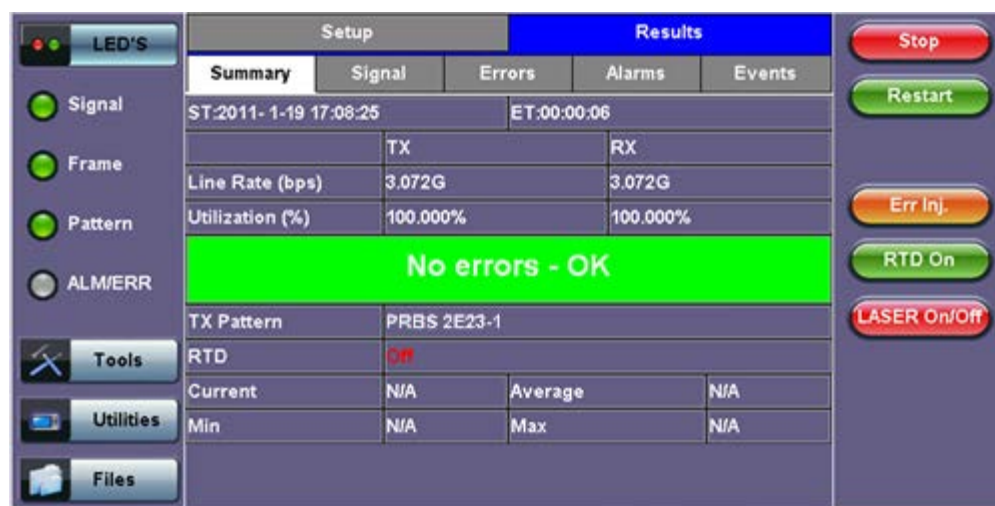 LED'S
Signal
Frame
Pattern
ALM/ERR
Tools
Utilities
Files
Setup Results
Summary Signal Errors Alarms Events
ST:2011- 1-19 17:08:25 ET:00:00:06
TX RX
Line Rate (bps) 3.072G 3.072G
Utilization (%) 100.000% 100.000%
No errors - OK
TX Pattern PRBS 2E23-1
RTD Off
Current N/A Average N/A
Min N/A Max N/A
Stop
Restart
Err Inj.
RTD On
LASER On/Off